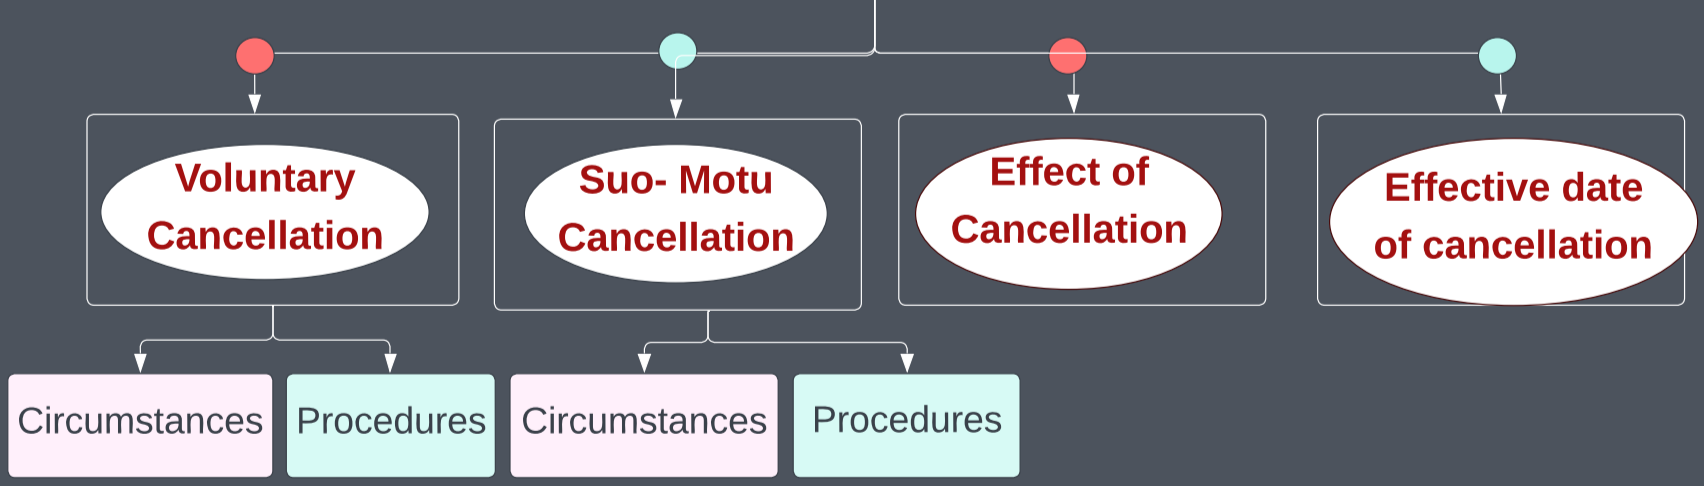 Voluntary
Cancellation
Suo- Motu
Cancellation
Effect of
Cancellation
Effective date
of cancellation
Circumstances
Procedures
Circumstances
Procedures